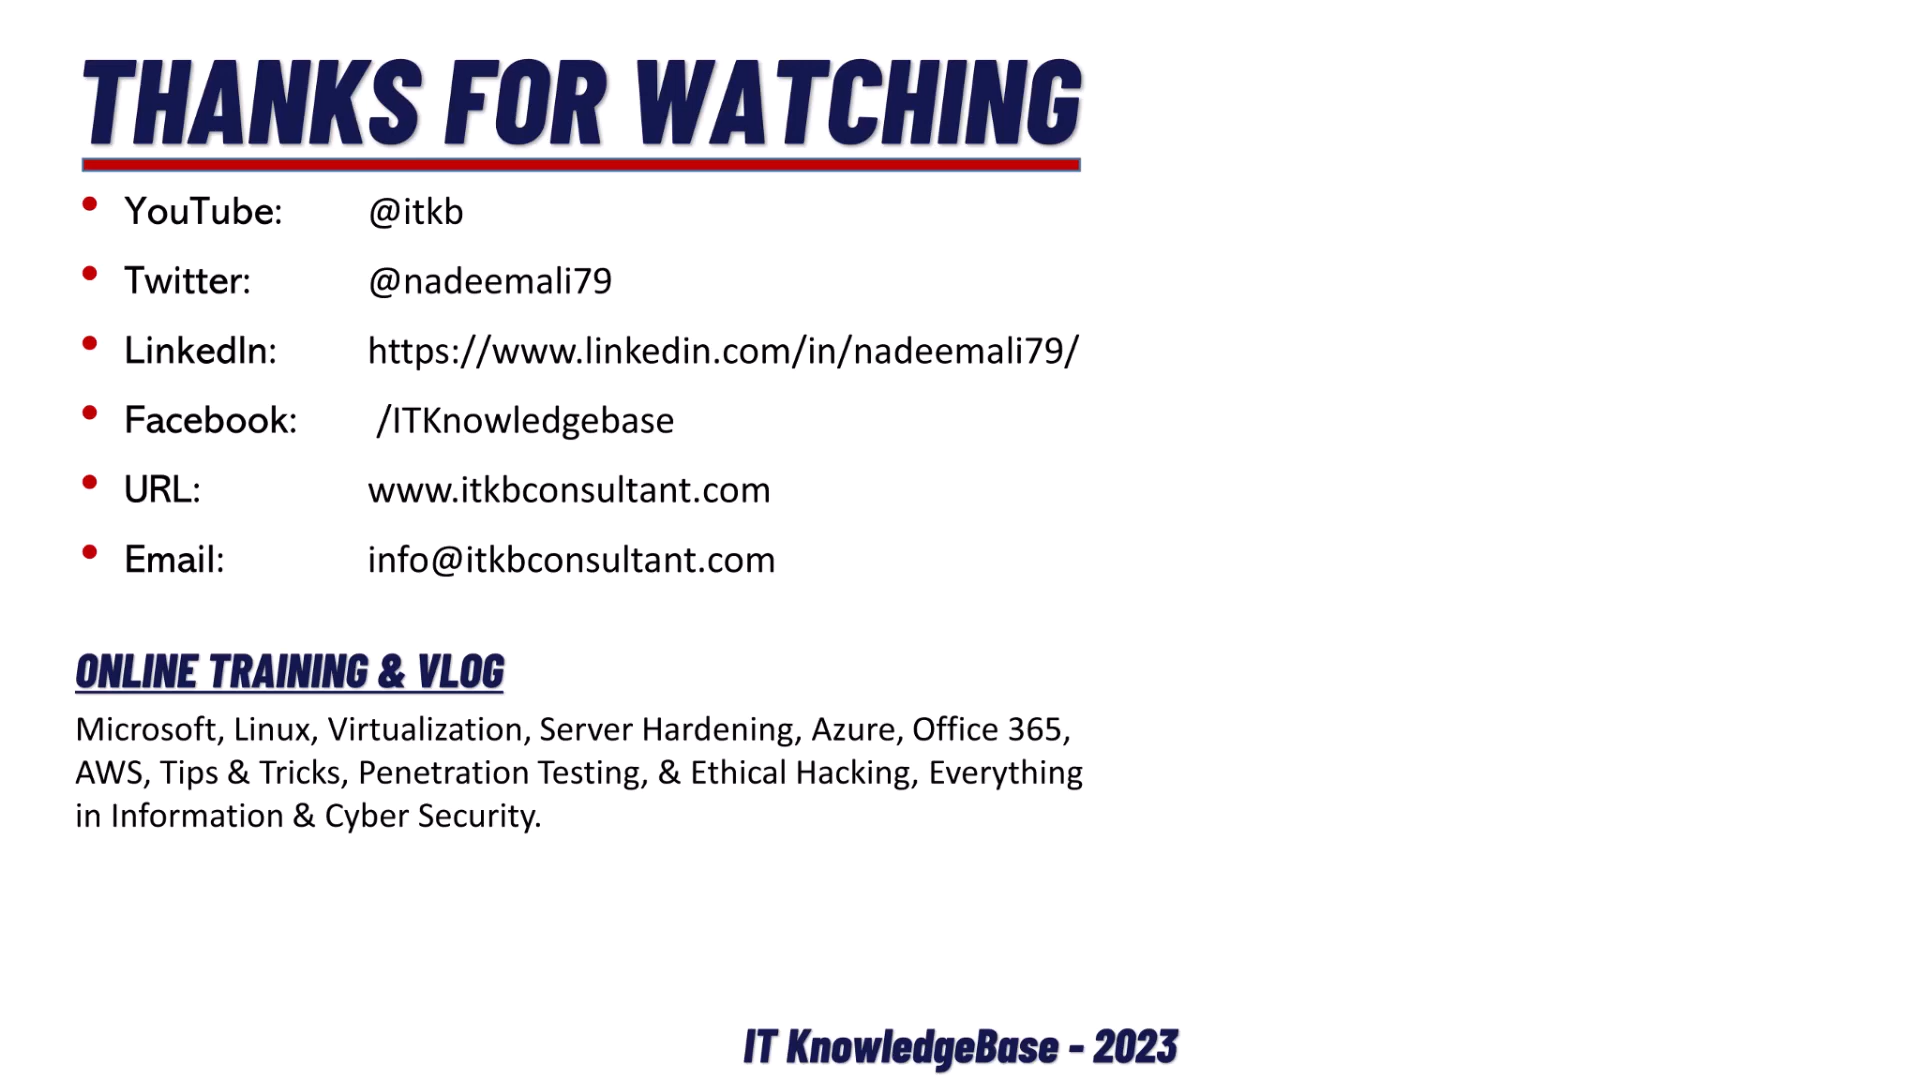 THANKS FOR WATCHING
• YouTube: @itkb
• Twitter: @nadeemali79
• LinkedIn: https://www.linkedin.com/in/nadeemali79/
• Facebook: /ITKnowledgebase
• URL: www.itkbconsultant.com
• Email: info@itkbconsultant.com
ONLINE TRAINING & VLOG
Microsoft, Linux, Virtualization, Server Hardening, Azure, Office 365,
AWS, Tips & Tricks, Penetration Testing, & Ethical Hacking, Everything
in Information & Cyber Security.
IT KnowledgeBase - 2023